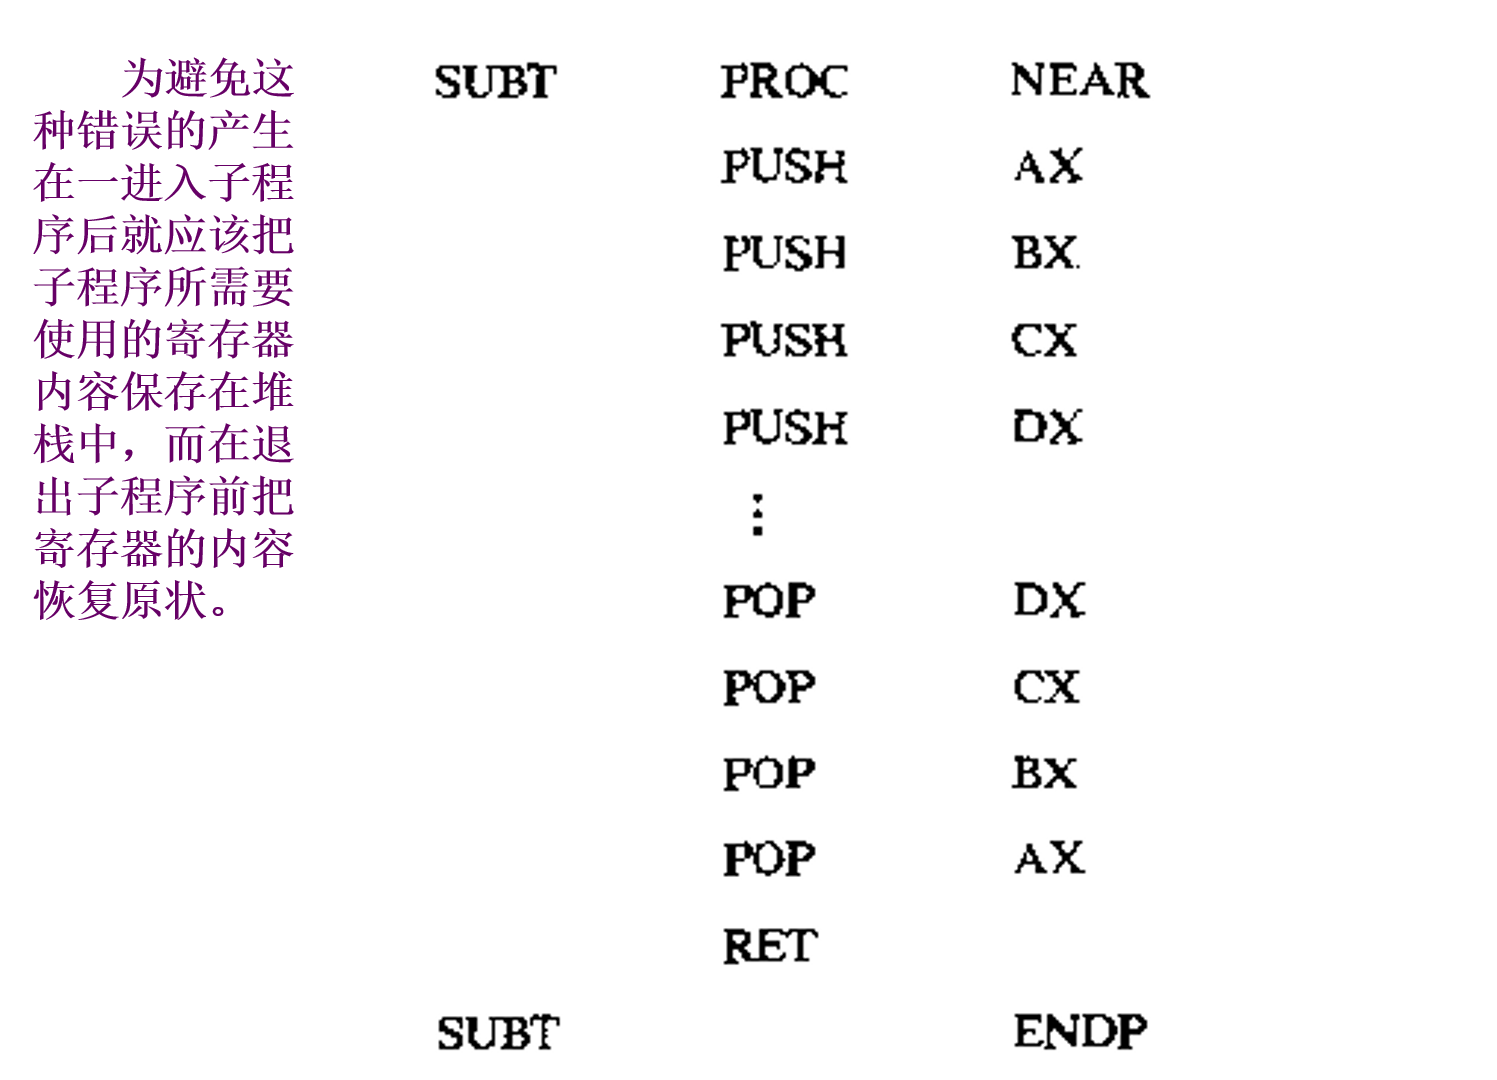 为避免这
种错误的产生
在一进入子程
序后就应该把
子程序所需要
使用的寄存器
内容保存在堆
栈中，而在退
出子程序前把
寄存器的内容
恢复原状。
SUBT PROC NEAR
PUSH AX
PUSH BX
PUSH CX
PUSH DX
⋮
POP DX
POP CX
POP BX
POP AX
RET
SUBT ENDP